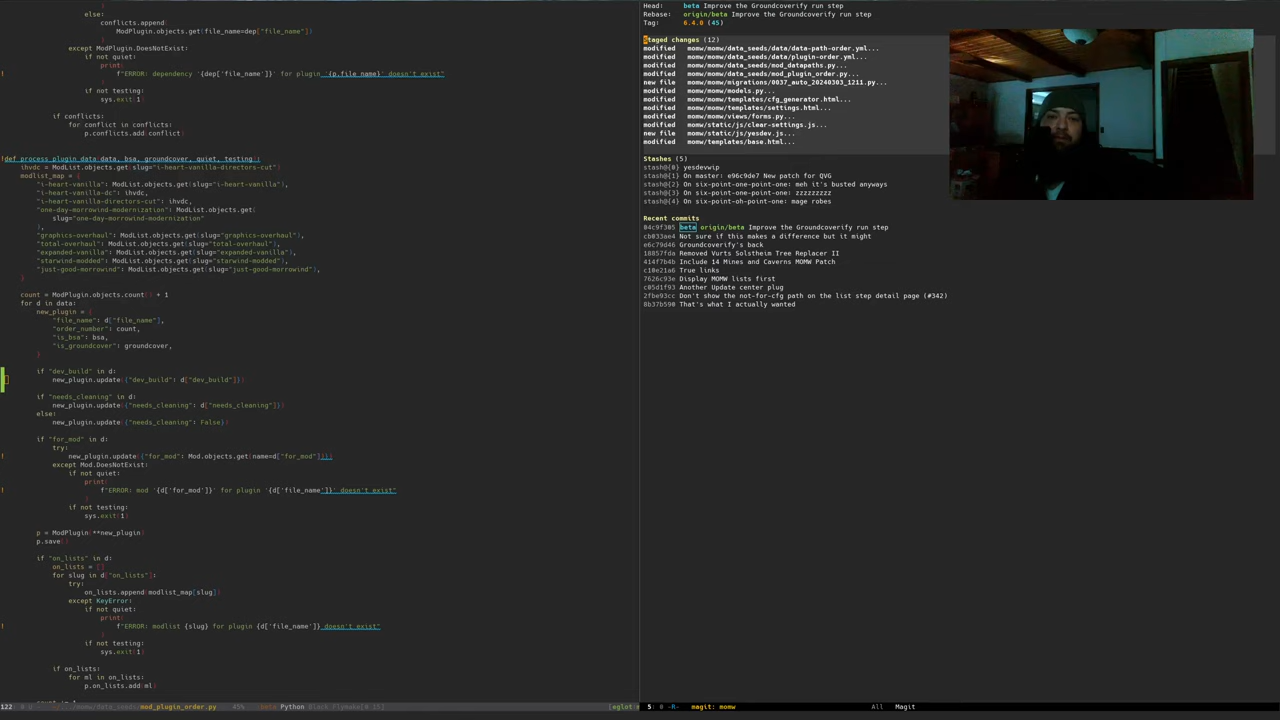 else:
conflicts.append(
ModPlugin.objects.get(file_name=dep["file_name"])
)
except ModPlugin.DoesNotExist:
if not quiet:
print(
f"ERROR: dependency '{dep['file_name']}' for plugin '{p.file_name}' doesn't exist"
)
if not testing:
sys.exit(1)
if conflicts:
for conflict in conflicts:
p.conflicts.add(conflict)
def process_plugin_data(data, bsa, groundcover, quiet, testing):
ihvdc = ModList.objects.get(slug="i-heart-vanilla-directors-cut")
modlist_map = {
"i-heart-vanilla": ModList.objects.get(slug="i-heart-vanilla"),
"i-heart-vanilla-dc": ihvdc,
"i-heart-vanilla-directors-cut": ihvdc,
"one-day-morrowind-modernization": ModList.objects.get(
slug="one-day-morrowind-modernization"
),
"graphics-overhaul": ModList.objects.get(slug="graphics-overhaul"),
"total-overhaul": ModList.objects.get(slug="total-overhaul"),
"expanded-vanilla": ModList.objects.get(slug="expanded-vanilla"),
"starwind-modded": ModList.objects.get(slug="starwind-modded"),
"just-good-morrowind": ModList.objects.get(slug="just-good-morrowind"),
}
count = ModPlugin.objects.count() + 1
for d in data:
new_plugin = {
"file_name": d["file_name"],
"order_number": count,
"is_bsa": bsa,
"is_groundcover": groundcover,
}
if "dev_build" in d:
new_plugin.update({"dev_build": d["dev_build"]})
if "needs_cleaning" in d:
new_plugin.update({"needs_cleaning": d["needs_cleaning"]})
else:
new_plugin.update({"needs_cleaning": False})
if "for_mod" in d:
try:
new_plugin.update({"for_mod": Mod.objects.get(name=d["for_mod"])})
except Mod.DoesNotExist:
if not quiet:
print(
f"ERROR: mod '{d['for_mod']}' for plugin '{d['file_name']}' doesn't exist"
)
if not testing:
sys.exit(1)
p = ModPlugin(**new_plugin)
p.save()
if "on_lists" in d:
on_lists = []
for slug in d["on_lists"]:
try:
on_lists.append(modlist_map[slug])
except KeyError:
if not quiet:
print(
f"ERROR: modlist {slug} for plugin {d['file_name']} doesn't exist"
)
if not testing:
sys.exit(1)
if on_lists:
for ml in on_lists:
p.on_lists.add(ml)
122
mod_plugin_order.py 45% beta Python
Head: beta Improve the Groundcoverify run step
Rebase: origin/beta Improve the Groundcoverify run step
Tag: 6.4.0 (45)
Staged changes (12)
modified momw/momw/data_seeds/data/data-path-order.yml...
modified momw/momw/data_seeds/data/plugin-order.yml...
modified momw/momw/data_seeds/mod_datapaths.py...
modified momw/momw/data_seeds/mod_plugin_order.py...
new file momw/momw/migrations/0037_auto_20240303_1211.py...
modified momw/momw/models.py...
modified momw/momw/templates/cfg_generator.html...
modified momw/momw/templates/settings.html...
modified momw/momw/views/forms.py...
modified momw/static/js/clear-settings.js...
new file momw/static/js/yesdev.js...
modified momw/templates/base.html...
Stashes (5)
stash@{0} yesdevwip
stash@{1} On master: e96c9de7 New patch for QVG
stash@{2} On six-point-one-point-one: meh it's busted anyways
stash@{3} On six-point-one-point-one: zzzzzzzzz
stash@{4} On six-point-oh-point-one: mage robes
Recent commits
04c9f305 beta origin/beta Improve the Groundcoverify run step
cb033ae4 Not sure if this makes a difference but it might
e6c79d46 Groundcoverify's back
18857fda Removed Vurts Solstheim Tree Replacer II
414f7b4b Include 14 Mines and Caverns MOMW Patch
c10e21a6 True links
7626c93e Display MOMW lists first
c05d1f93 Another Update center plug
2fbe93cc Don't show the not-for-cfg path on the list step detail page (#342)
8b37b590 That's what I actually wanted
5: 0 -R- magit: momw All Magit